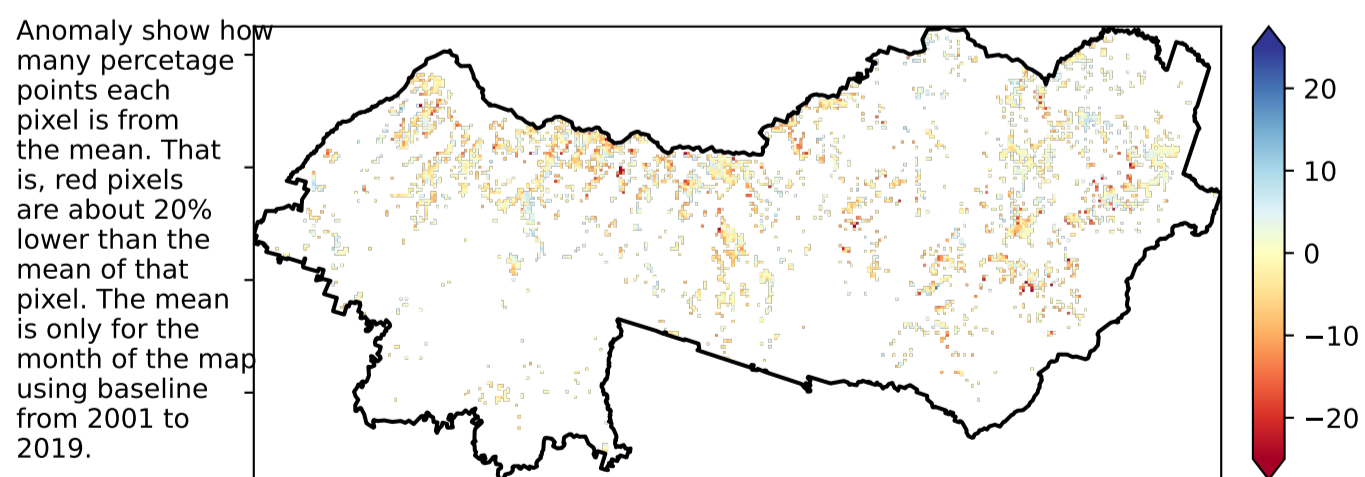 Anomaly show how
many percetage
points each
pixel is from
the mean. That
is, red pixels
are about 20%
lower than the
mean of that
pixel. The mean
is only for the
month of the map
using baseline
from 2001 to
2019.
20
10
0
−10
−20